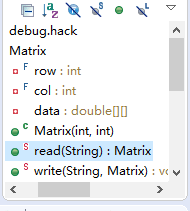 debug.hack
Matrix
row : int
col : int
data : double[][]
Matrix(int, int)
read(String) : Matrix
write(String, Matrix) : vo